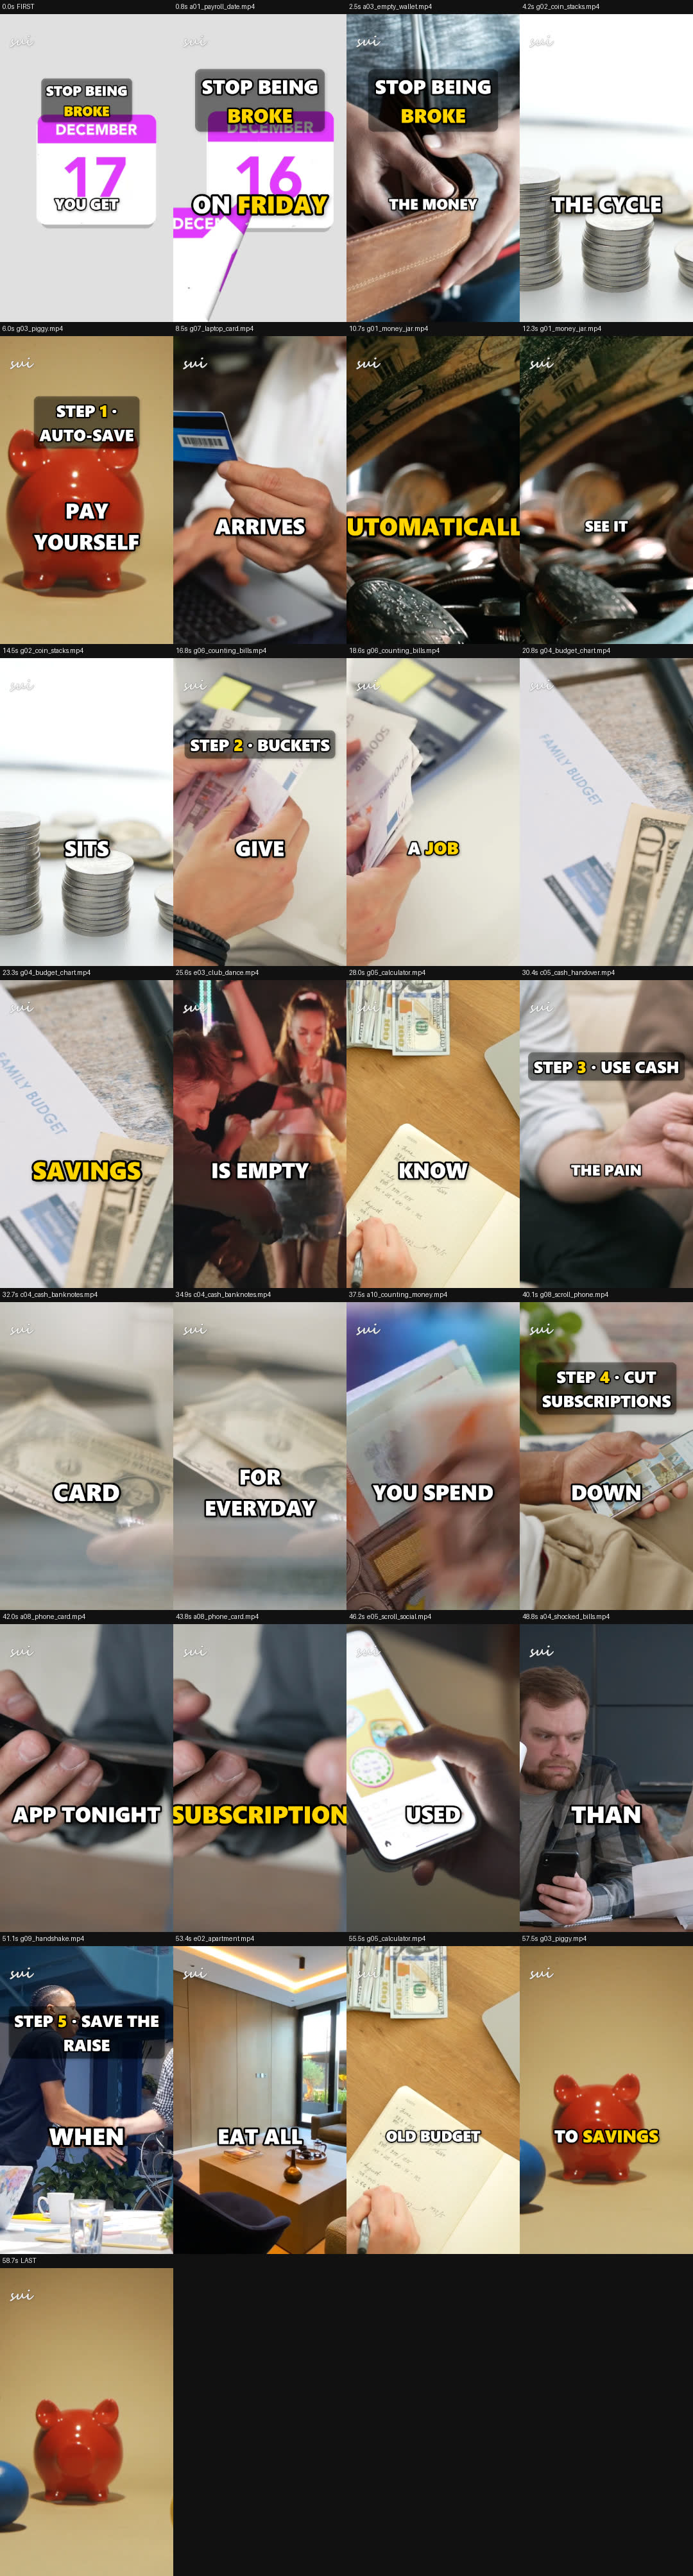 0.0s FIRST
0.8s a01_payroll_date.mp4
2.5s a03_empty_wallet.mp4
4.2s g02_coin_stacks.mp4
sui
STOP BEING
BROKE
DECEMBER
17
YOU GET
sui
STOP BEING
BROKE
DECEMBER
16
ON FRIDAY
DECE
sui
STOP BEING
BROKE
THE MONEY
sui
THE CYCLE
6.0s g03_piggy.mp4
8.5s g07_laptop_card.mp4
10.7s g01_money_jar.mp4
12.3s g01_money_jar.mp4
sui
STEP 1 ·
AUTO-SAVE
PAY
YOURSELF
sui
ARRIVES
sui
UTOMATICALL
sui
SEE IT
14.5s g02_coin_stacks.mp4
16.8s g06_counting_bills.mp4
18.6s g06_counting_bills.mp4
20.8s g04_budget_chart.mp4
sui
SITS
sui
STEP 2 · BUCKETS
GIVE
sui
A JOB
sui
FAMILY BUDGET
23.3s g04_budget_chart.mp4
25.6s e03_club_dance.mp4
28.0s g05_calculator.mp4
30.4s c05_cash_handover.mp4
sui
FAMILY BUDGET
SAVINGS
sui
IS EMPTY
sui
KNOW
sui
STEP 3 · USE CASH
THE PAIN
32.7s c04_cash_banknotes.mp4
34.9s c04_cash_banknotes.mp4
37.5s a10_counting_money.mp4
40.1s g08_scroll_phone.mp4
sui
CARD
sui
FOR
EVERYDAY
sui
YOU SPEND
sui
STEP 4 · CUT
SUBSCRIPTIONS
DOWN
42.0s a08_phone_card.mp4
43.8s a08_phone_card.mp4
46.2s e05_scroll_social.mp4
48.8s a04_shocked_bills.mp4
sui
APP TONIGHT
sui
SUBSCRIPTION
sui
USED
sui
THAN
51.1s g09_handshake.mp4
53.4s e02_apartment.mp4
55.5s g05_calculator.mp4
57.5s g03_piggy.mp4
sui
STEP 5 · SAVE THE
RAISE
WHEN
sui
EAT ALL
sui
OLD BUDGET
sui
TO SAVINGS
58.7s LAST
sui